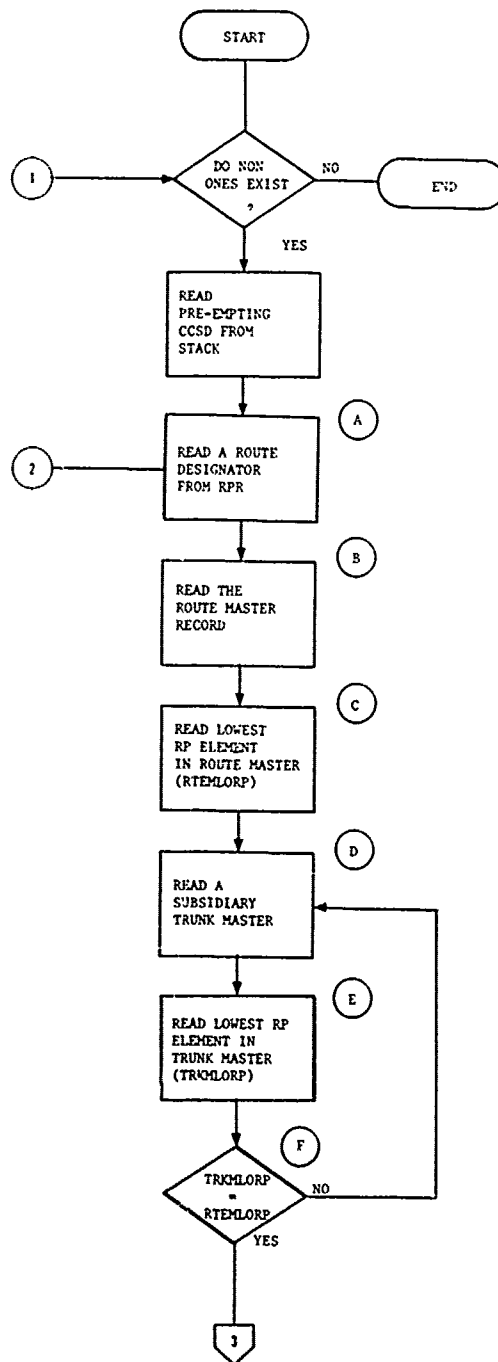 START
1
DO NON
ONES EXIST
?
NO
END
YES
READ
PRE-EMPTING
CCSD FROM
STACK
A
2
READ A ROUTE
DESIGNATOR
FROM RPR
B
READ THE
ROUTE MASTER
RECORD
C
READ LOWEST
RP ELEMENT
IN ROUTE MASTER
(RTEMLORP)
D
READ A
SUBSIDIARY
TRUNK MASTER
E
READ LOWEST RP
ELEMENT IN
TRUNK MASTER
(TRKMLORP)
F
TRKMLORP
=
RTEMLORP
NO
YES
3